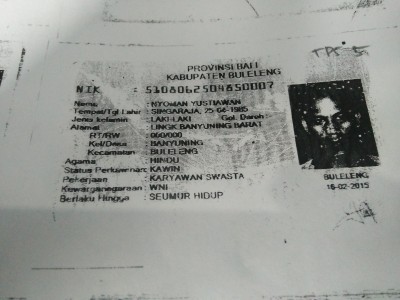 PROVINSI BALI
KABUPATEN BULELENG
NIK : 5108062504850007
Nama : NYOMAN YUSTIAWAN
Tempat/Tgl Lahir : SINGARAJA, 25-04-1985
Jenis Kelamin : LAKI-LAKI Gol. Darah
Alamat : LINGK BANYUNING BARAT
RT/RW : 000/000
Kel/Desa : BANYUNING
Kecamatan : BULELENG
Agama : HINDU
Status Perkawinan : KAWIN
Pekerjaan : KARYAWAN SWASTA
Kewarganegaraan : WNI
Berlaku Hingga : SEUMUR HIDUP
BULELENG
16-02-2015